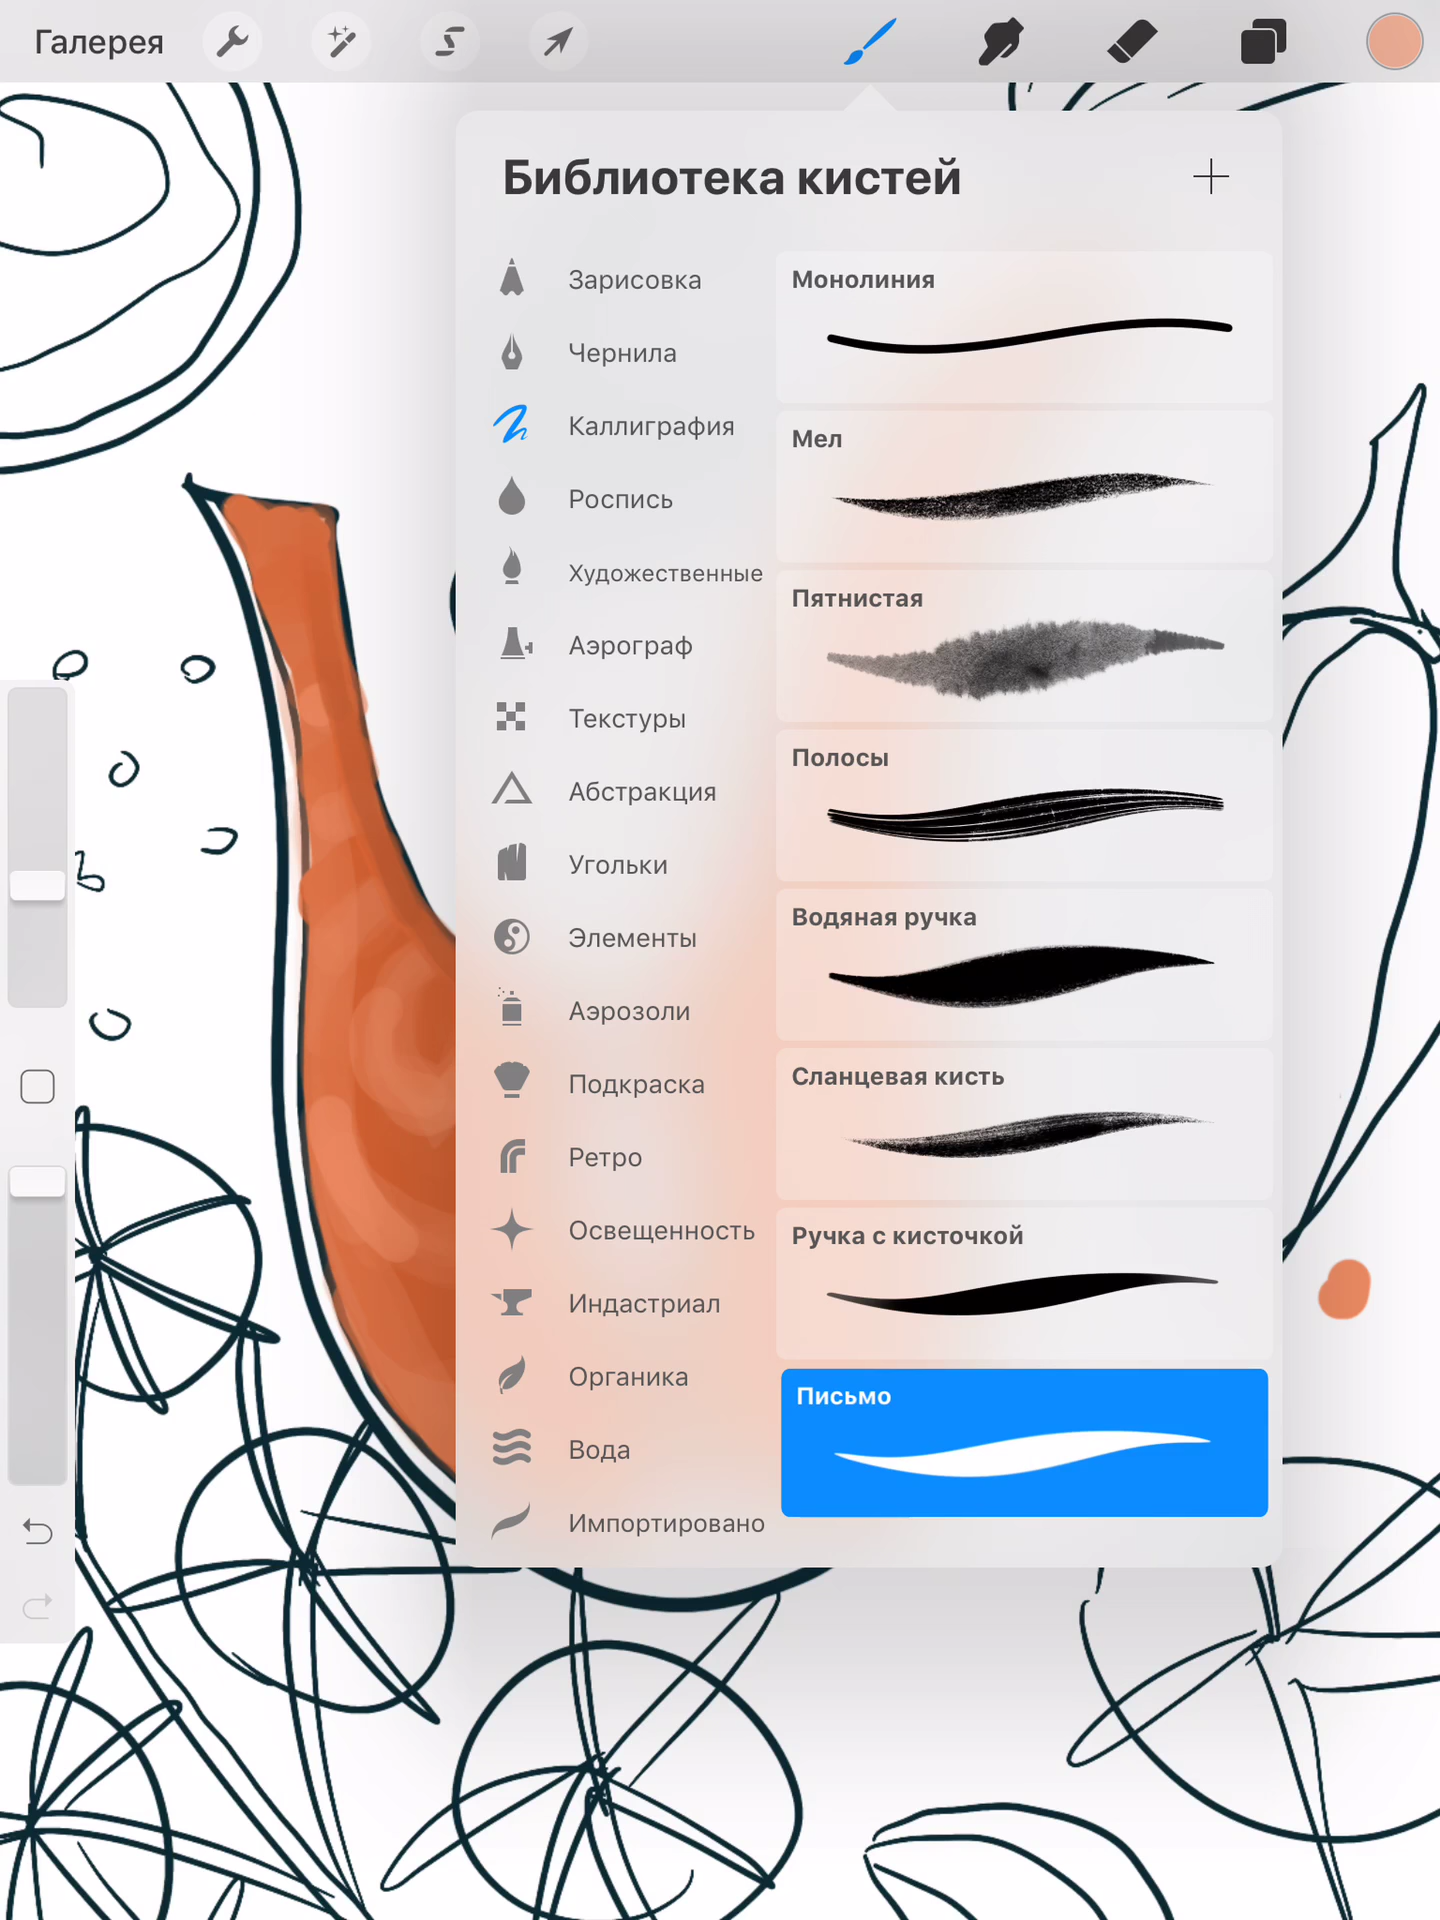 Галерея
Библиотека кистей
Зарисовка
Чернила
Каллиграфия
Роспись
Художественные
Аэрограф
Текстуры
Абстракция
Угольки
Элементы
Аэрозоли
Подкраска
Ретро
Освещенность
Индастриал
Органика
Вода
Импортировано
Монолиния
Мел
Пятнистая
Полосы
Водяная ручка
Сланцевая кисть
Ручка с кисточкой
Письмо